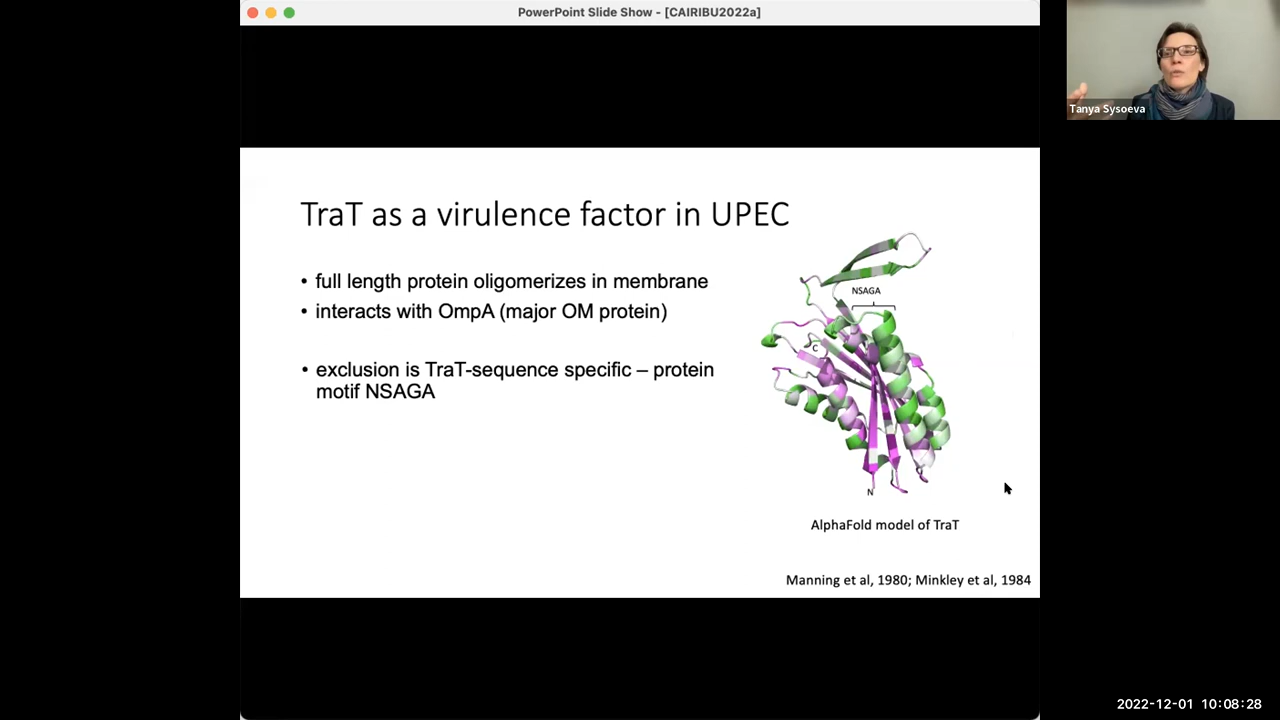 PowerPoint Slide Show - [CAIRIBU2022a]
Tanya Sysoeva
TraT as a virulence factor in UPEC
• full length protein oligomerizes in membrane
• interacts with OmpA (major OM protein)
• exclusion is TraT-sequence specific – protein
motif NSAGA
NSAGA
C
N
AlphaFold model of TraT
Manning et al, 1980; Minkley et al, 1984
2022-12-01 10:08:28